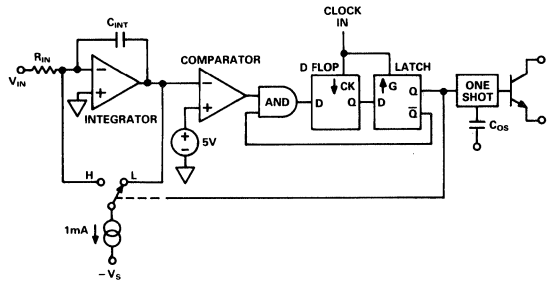 CLOCK
IN
C_INT
R_IN
V_IN
−
+
INTEGRATOR
COMPARATOR
−
+
+
−
5V
AND
D FLOP
↓ CK
D
Q
LATCH
↑ G
D
Q
Q̅
ONE
SHOT
C_OS
H
L
1mA
−V_S